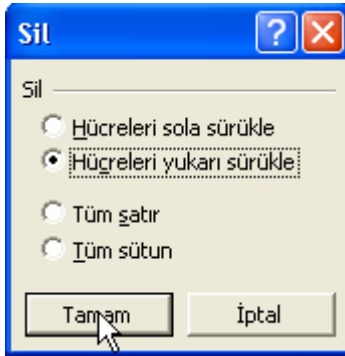 Sil
Sil
Hücreleri sola sürükle
Hücreleri yukarı sürükle
Tüm satır
Tüm sütun
Tamam
İptal